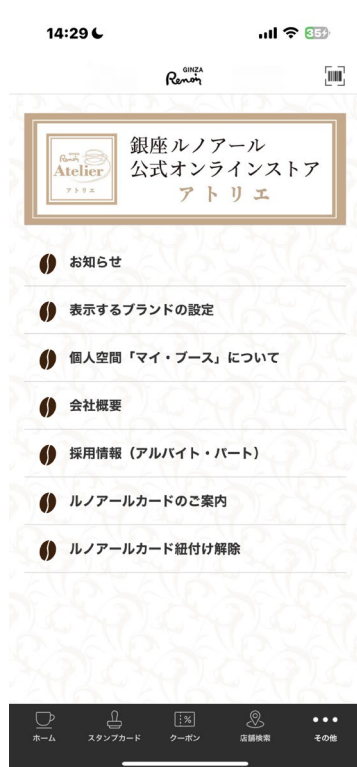 14:29
35
GINZA
Renoir
Renoir
Atelier
アトリエ
銀座ルノアール
公式オンラインストア
アトリエ
お知らせ
表示するブランドの設定
個人空間「マイ・ブース」について
会社概要
採用情報（アルバイト・パート）
ルノアールカードのご案内
ルノアールカード紐付け解除
ホーム
スタンプカード
クーポン
店舗検索
その他